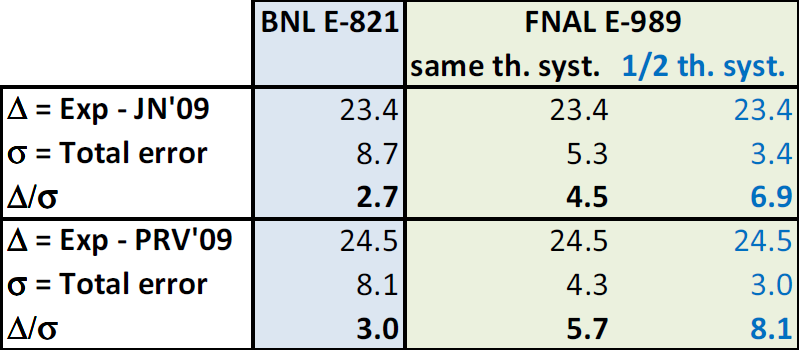 BNL E-821 FNAL E-989
same th. syst. 1/2 th. syst.
Δ = Exp - JN'09 23.4 23.4 23.4
σ = Total error 8.7 5.3 3.4
Δ/σ 2.7 4.5 6.9
Δ = Exp - PRV'09 24.5 24.5 24.5
σ = Total error 8.1 4.3 3.0
Δ/σ 3.0 5.7 8.1